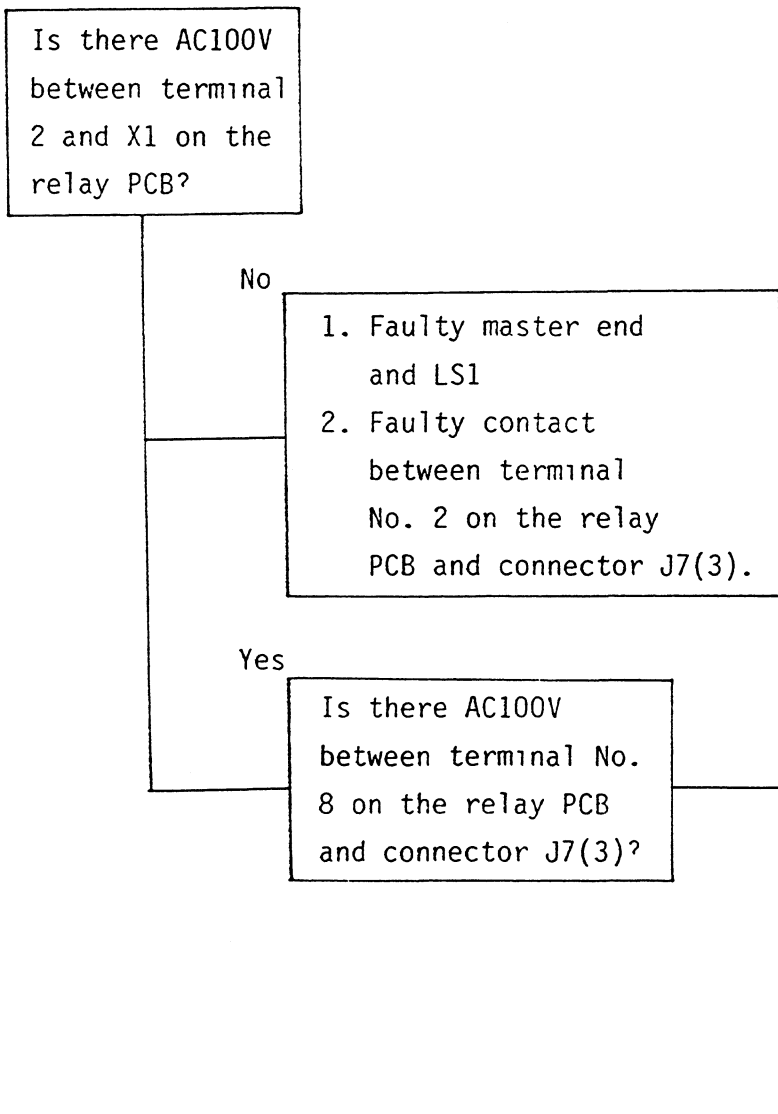 Is there AC100V
between terminal
2 and X1 on the
relay PCB?
No
1. Faulty master end
and LS1
2. Faulty contact
between terminal
No. 2 on the relay
PCB and connector J7(3).
Yes
Is there AC100V
between terminal No.
8 on the relay PCB
and connector J7(3)?